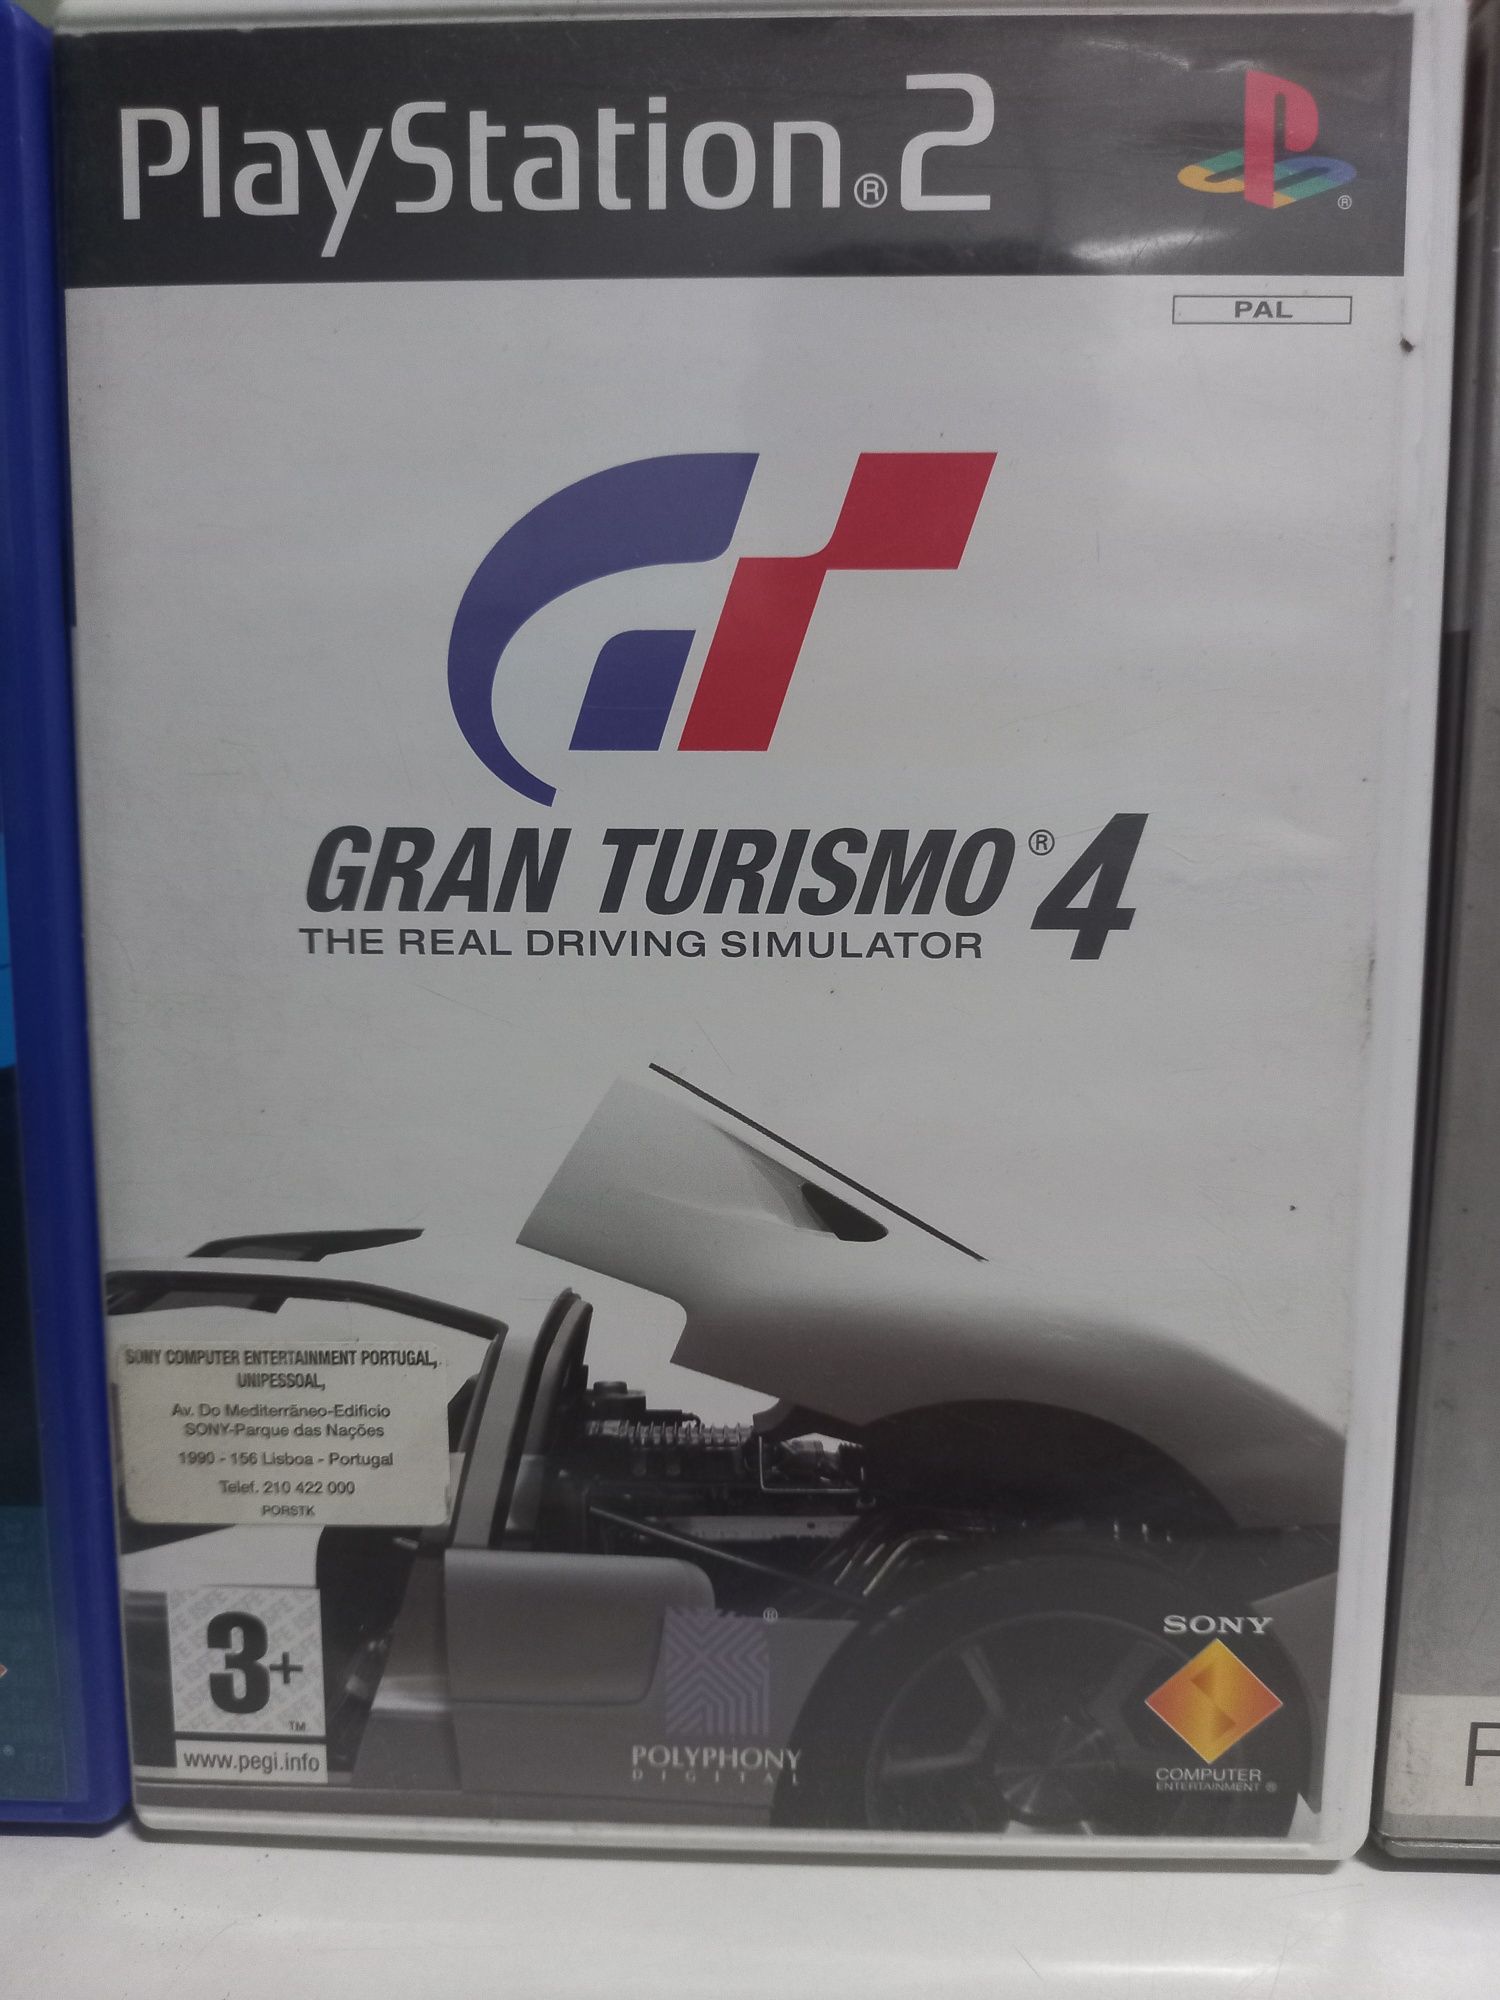 PlayStation®2
®
PAL
GRAN TURISMO®4
THE REAL DRIVING SIMULATOR
SONY COMPUTER ENTERTAINMENT PORTUGAL,
UNIPESSOAL,
Av. Do Mediterrâneo-Edificio
SONY-Parque das Nações
1990 - 156 Lisboa - Portugal
Telef. 210 422 000
PORSTK
3+
TM
www.pegi.info
®
POLYPHONY
DIGITAL
SONY
COMPUTER
ENTERTAINMENT ®